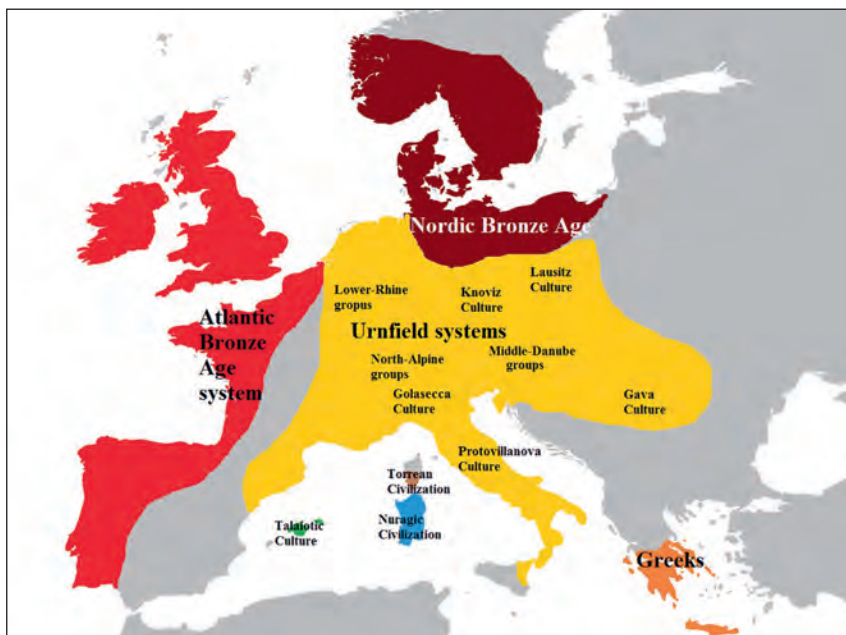 Nordic Bronze Age
Lausitz
Culture
Lower-Rhine
gropus
Knoviz
Culture
Atlantic
Bronze
Age
system
Urnfield systems
North-Alpine
groups
Middle-Danube
groups
Golasecca
Culture
Gava
Culture
Protovillanova
Culture
Torrean
Civilization
Talaiotic
Culture
Nuragic
Civilization
Greeks